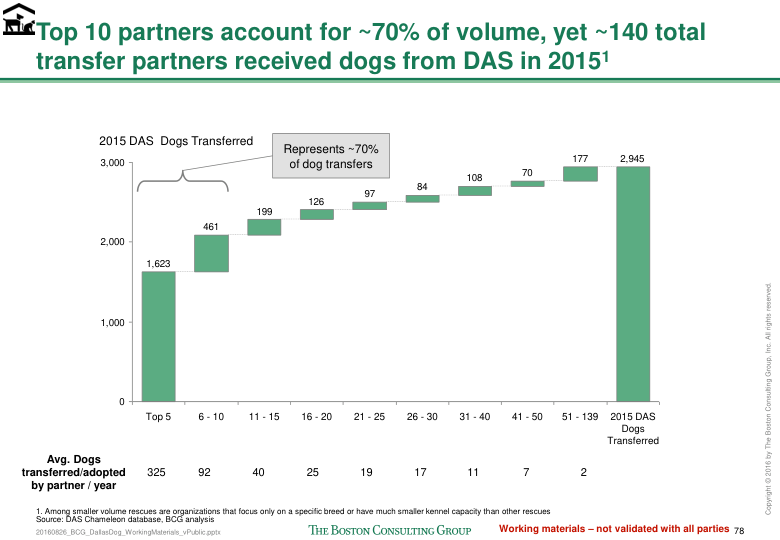 Top 10 partners account for ~70% of volume, yet ~140 total
transfer partners received dogs from DAS in 2015¹
2015 DAS Dogs Transferred
Represents ~70%
of dog transfers
3,000
2,000
1,000
0
1,623
461
199
126
97
84
108
70
177
2,945
Top 5
6 - 10
11 - 15
16 - 20
21 - 25
26 - 30
31 - 40
41 - 50
51 - 139
2015 DAS
Dogs
Transferred
Avg. Dogs
transferred/adopted
by partner / year
325 92 40 25 19 17 11 7 2
1. Among smaller volume rescues are organizations that focus only on a specific breed or have much smaller kennel capacity than other rescues
Source: DAS Chameleon database, BCG analysis
20160826_BCG_DallasDog_WorkingMaterials_vPublic.pptx
THE BOSTON CONSULTING GROUP
Working materials – not validated with all parties
78
Copyright © 2016 by The Boston Consulting Group, Inc. All rights reserved.